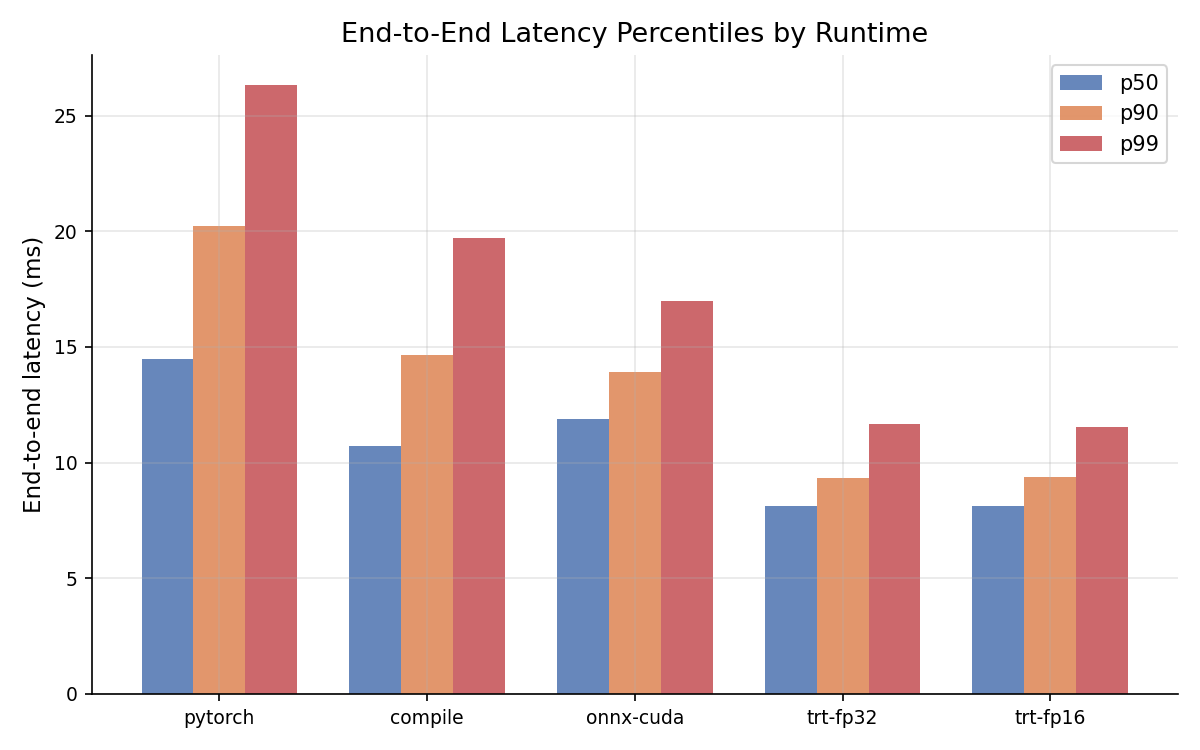 End-to-End Latency Percentiles by Runtime
p50
p90
p99
End-to-end latency (ms)
25
20
15
10
5
0
pytorch
compile
onnx-cuda
trt-fp32
trt-fp16